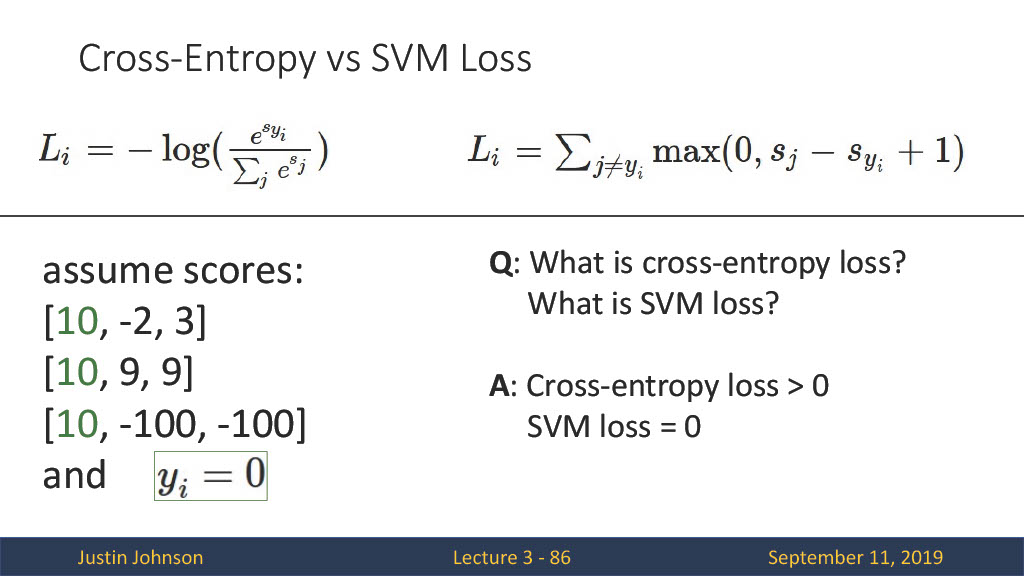 Cross-Entropy vs SVM Loss
L_i = − log(\frac{e^{s_{y_i}}}{\sum_j e^{s_j}})
L_i = \sum_{j≠y_i} max(0, s_j − s_{y_i} + 1)
assume scores:
[10, -2, 3]
[10, 9, 9]
[10, -100, -100]
and y_i = 0
Q: What is cross-entropy loss?
What is SVM loss?
A: Cross-entropy loss > 0
SVM loss = 0
Justin Johnson
Lecture 3 - 86
September 11, 2019